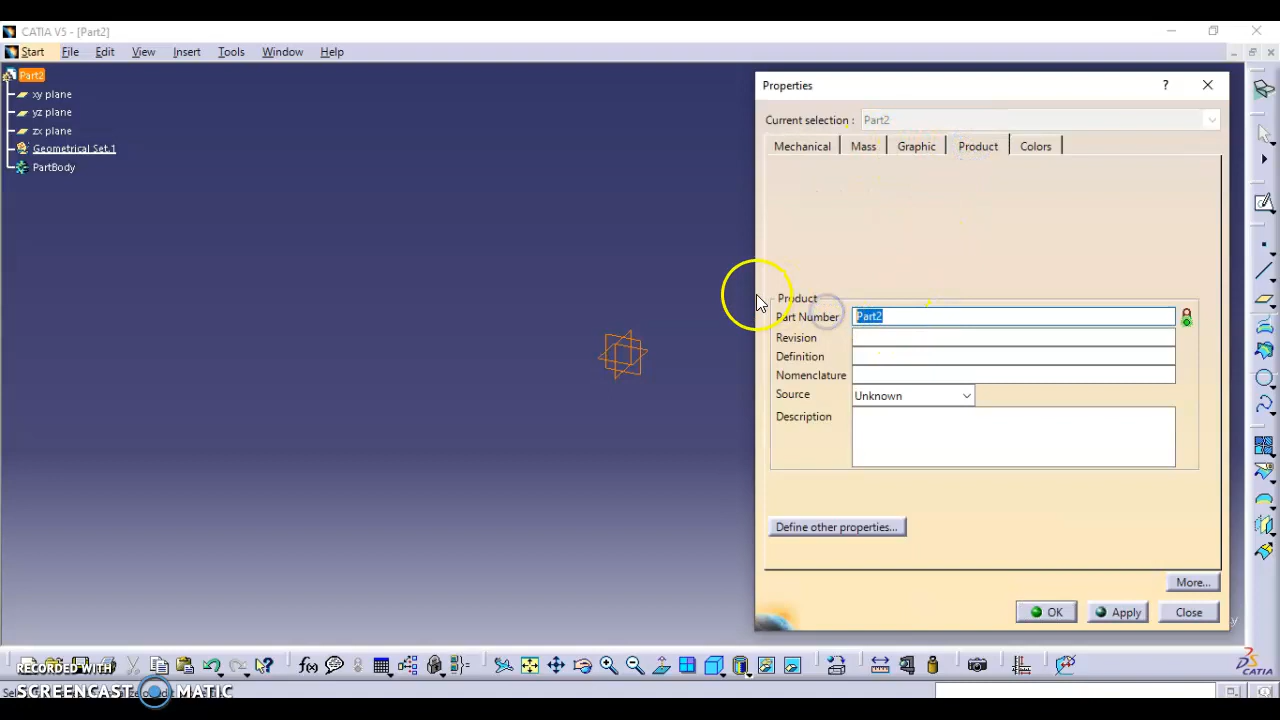 CATIA V5 - [Part2]
Start File Edit View Insert Tools Window Help
Part2
xy plane
yz plane
zx plane
Geometrical Set.1
PartBody
Properties
Current selection : Part2
Mechanical Mass Graphic Product Colors
Product
Part Number Part2
Revision
Definition
Nomenclature
Source Unknown
Description
Define other properties...
More...
OK Apply Close
f(x)
RECORDED WITH
SCREENCAST MATIC
CATIA